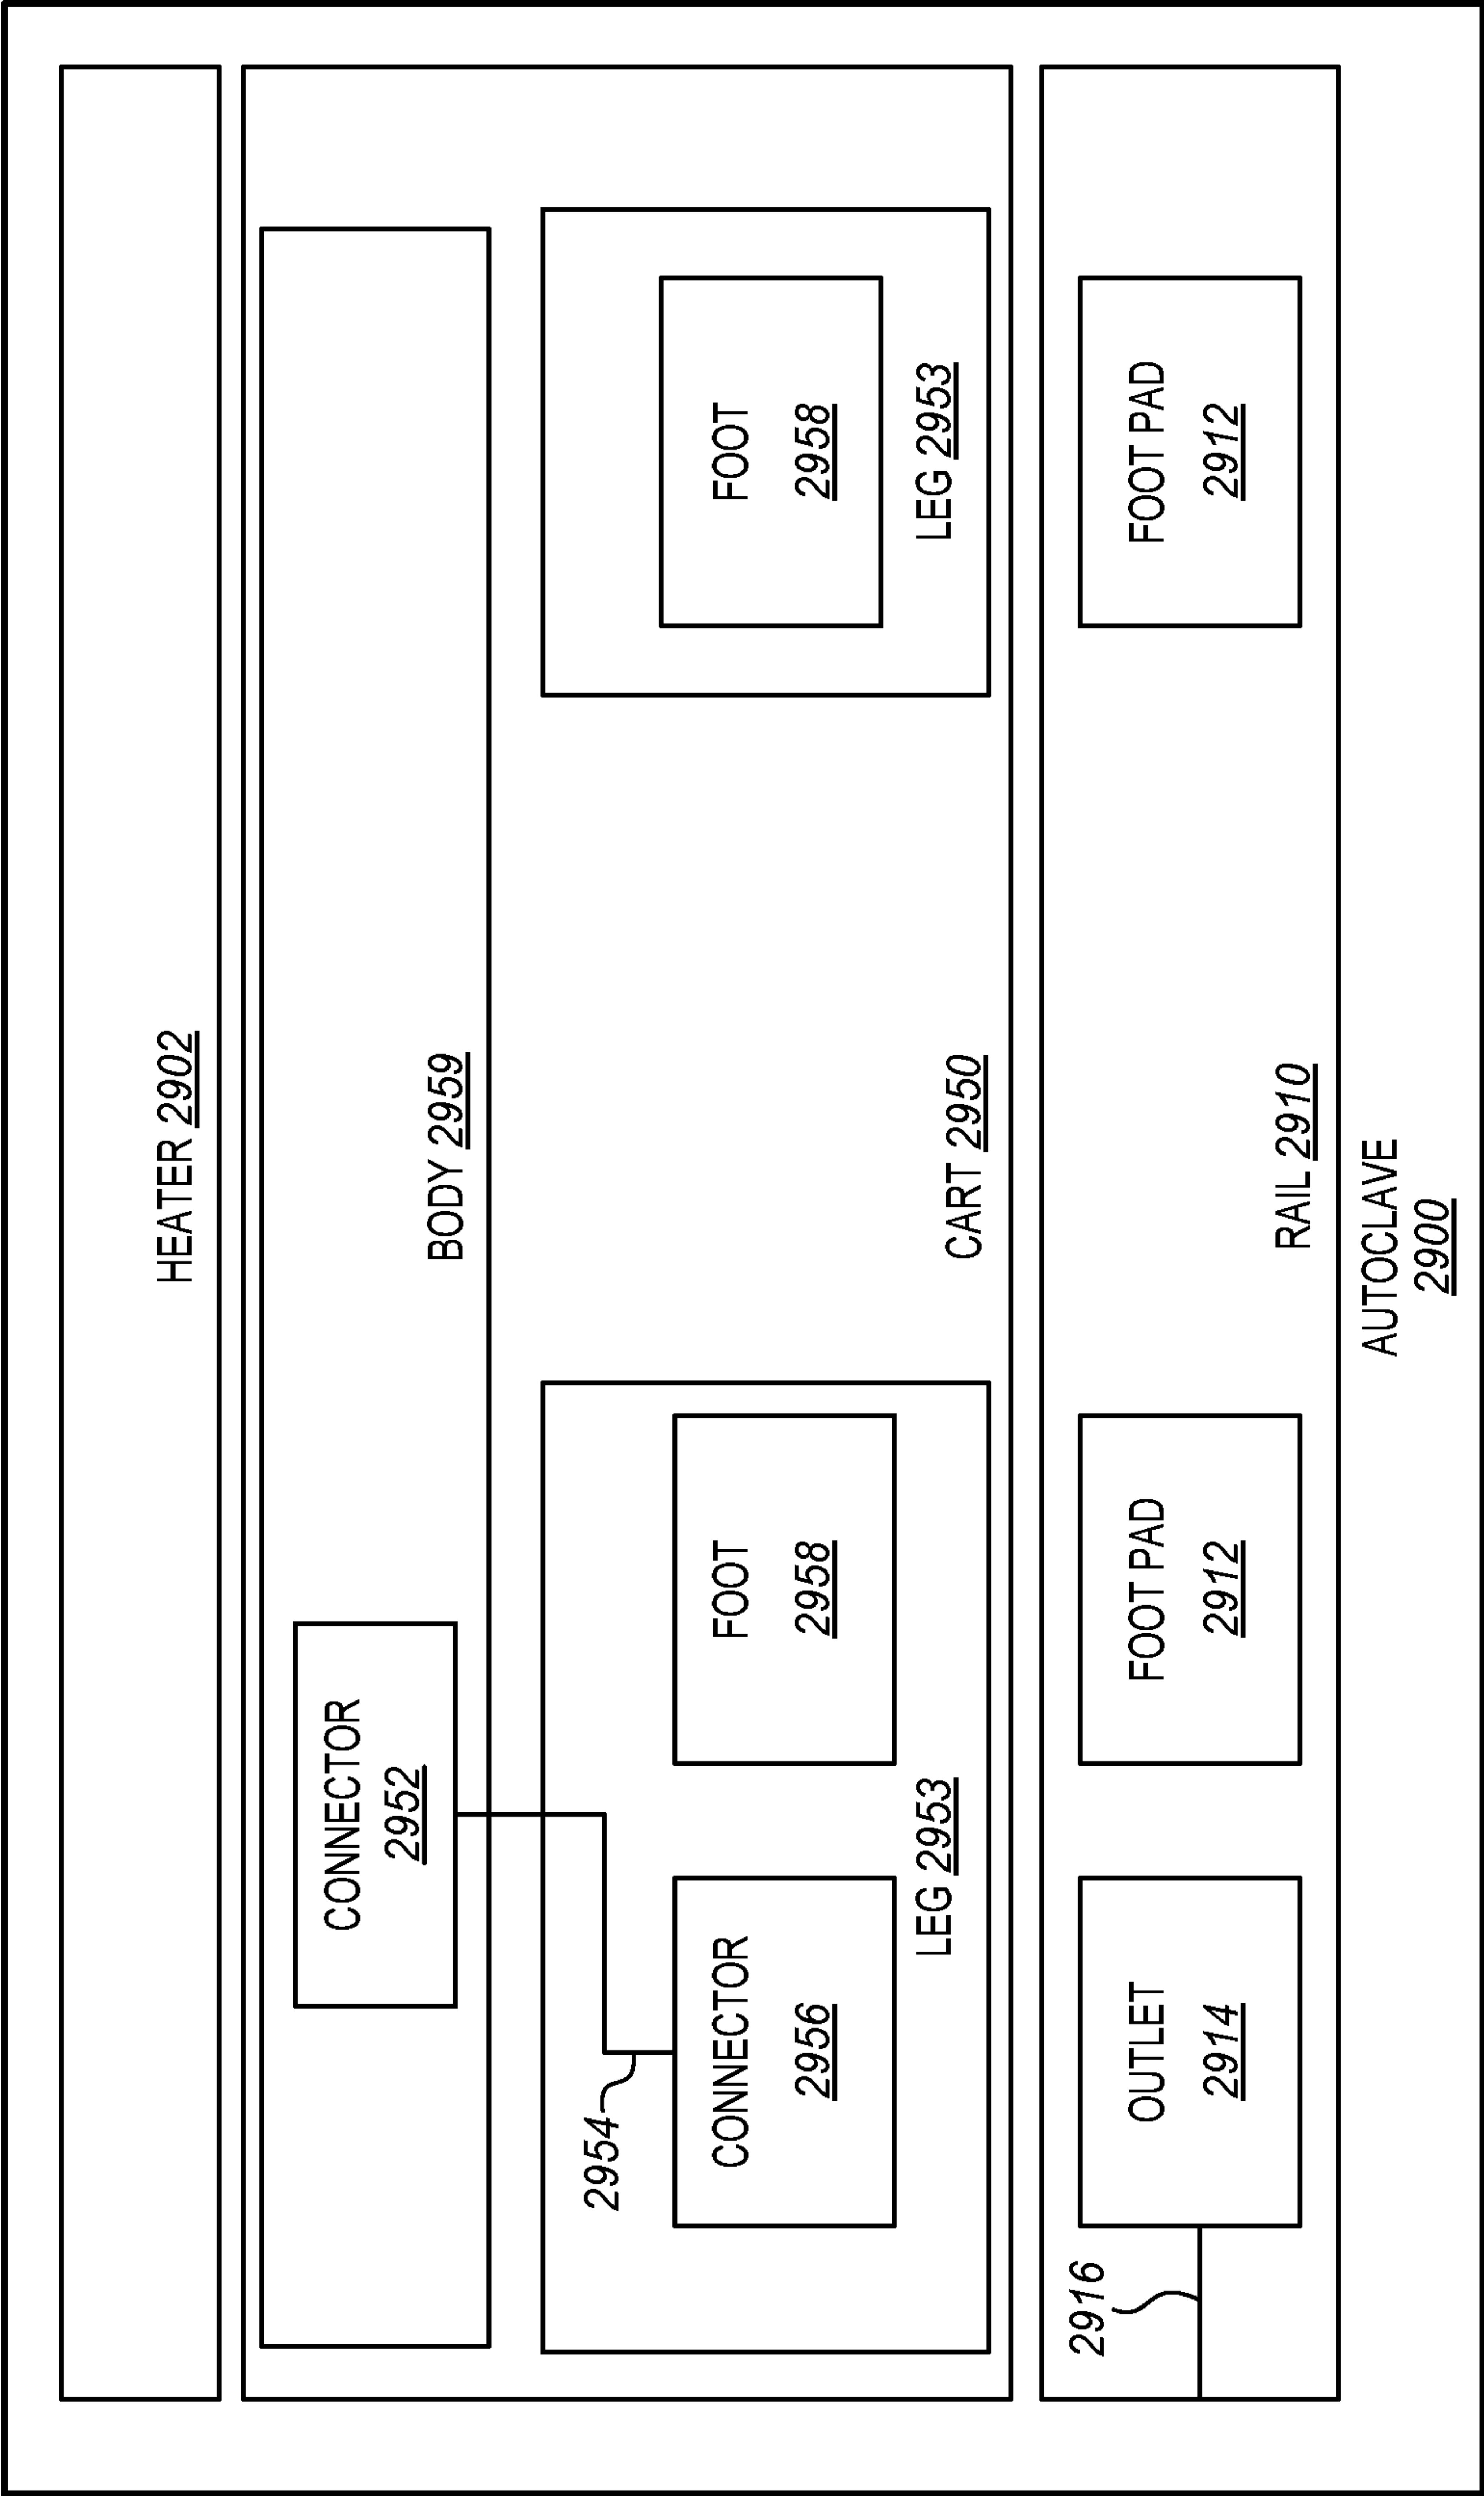 HEATER 2902
CONNECTOR
2952
BODY 2959
2954
CONNECTOR
2956
FOOT
2958
LEG 2953
FOOT
2958
LEG 2953
CART 2950
2916
OUTLET
2914
FOOT PAD
2912
FOOT PAD
2912
RAIL 2910
AUTOCLAVE
2900